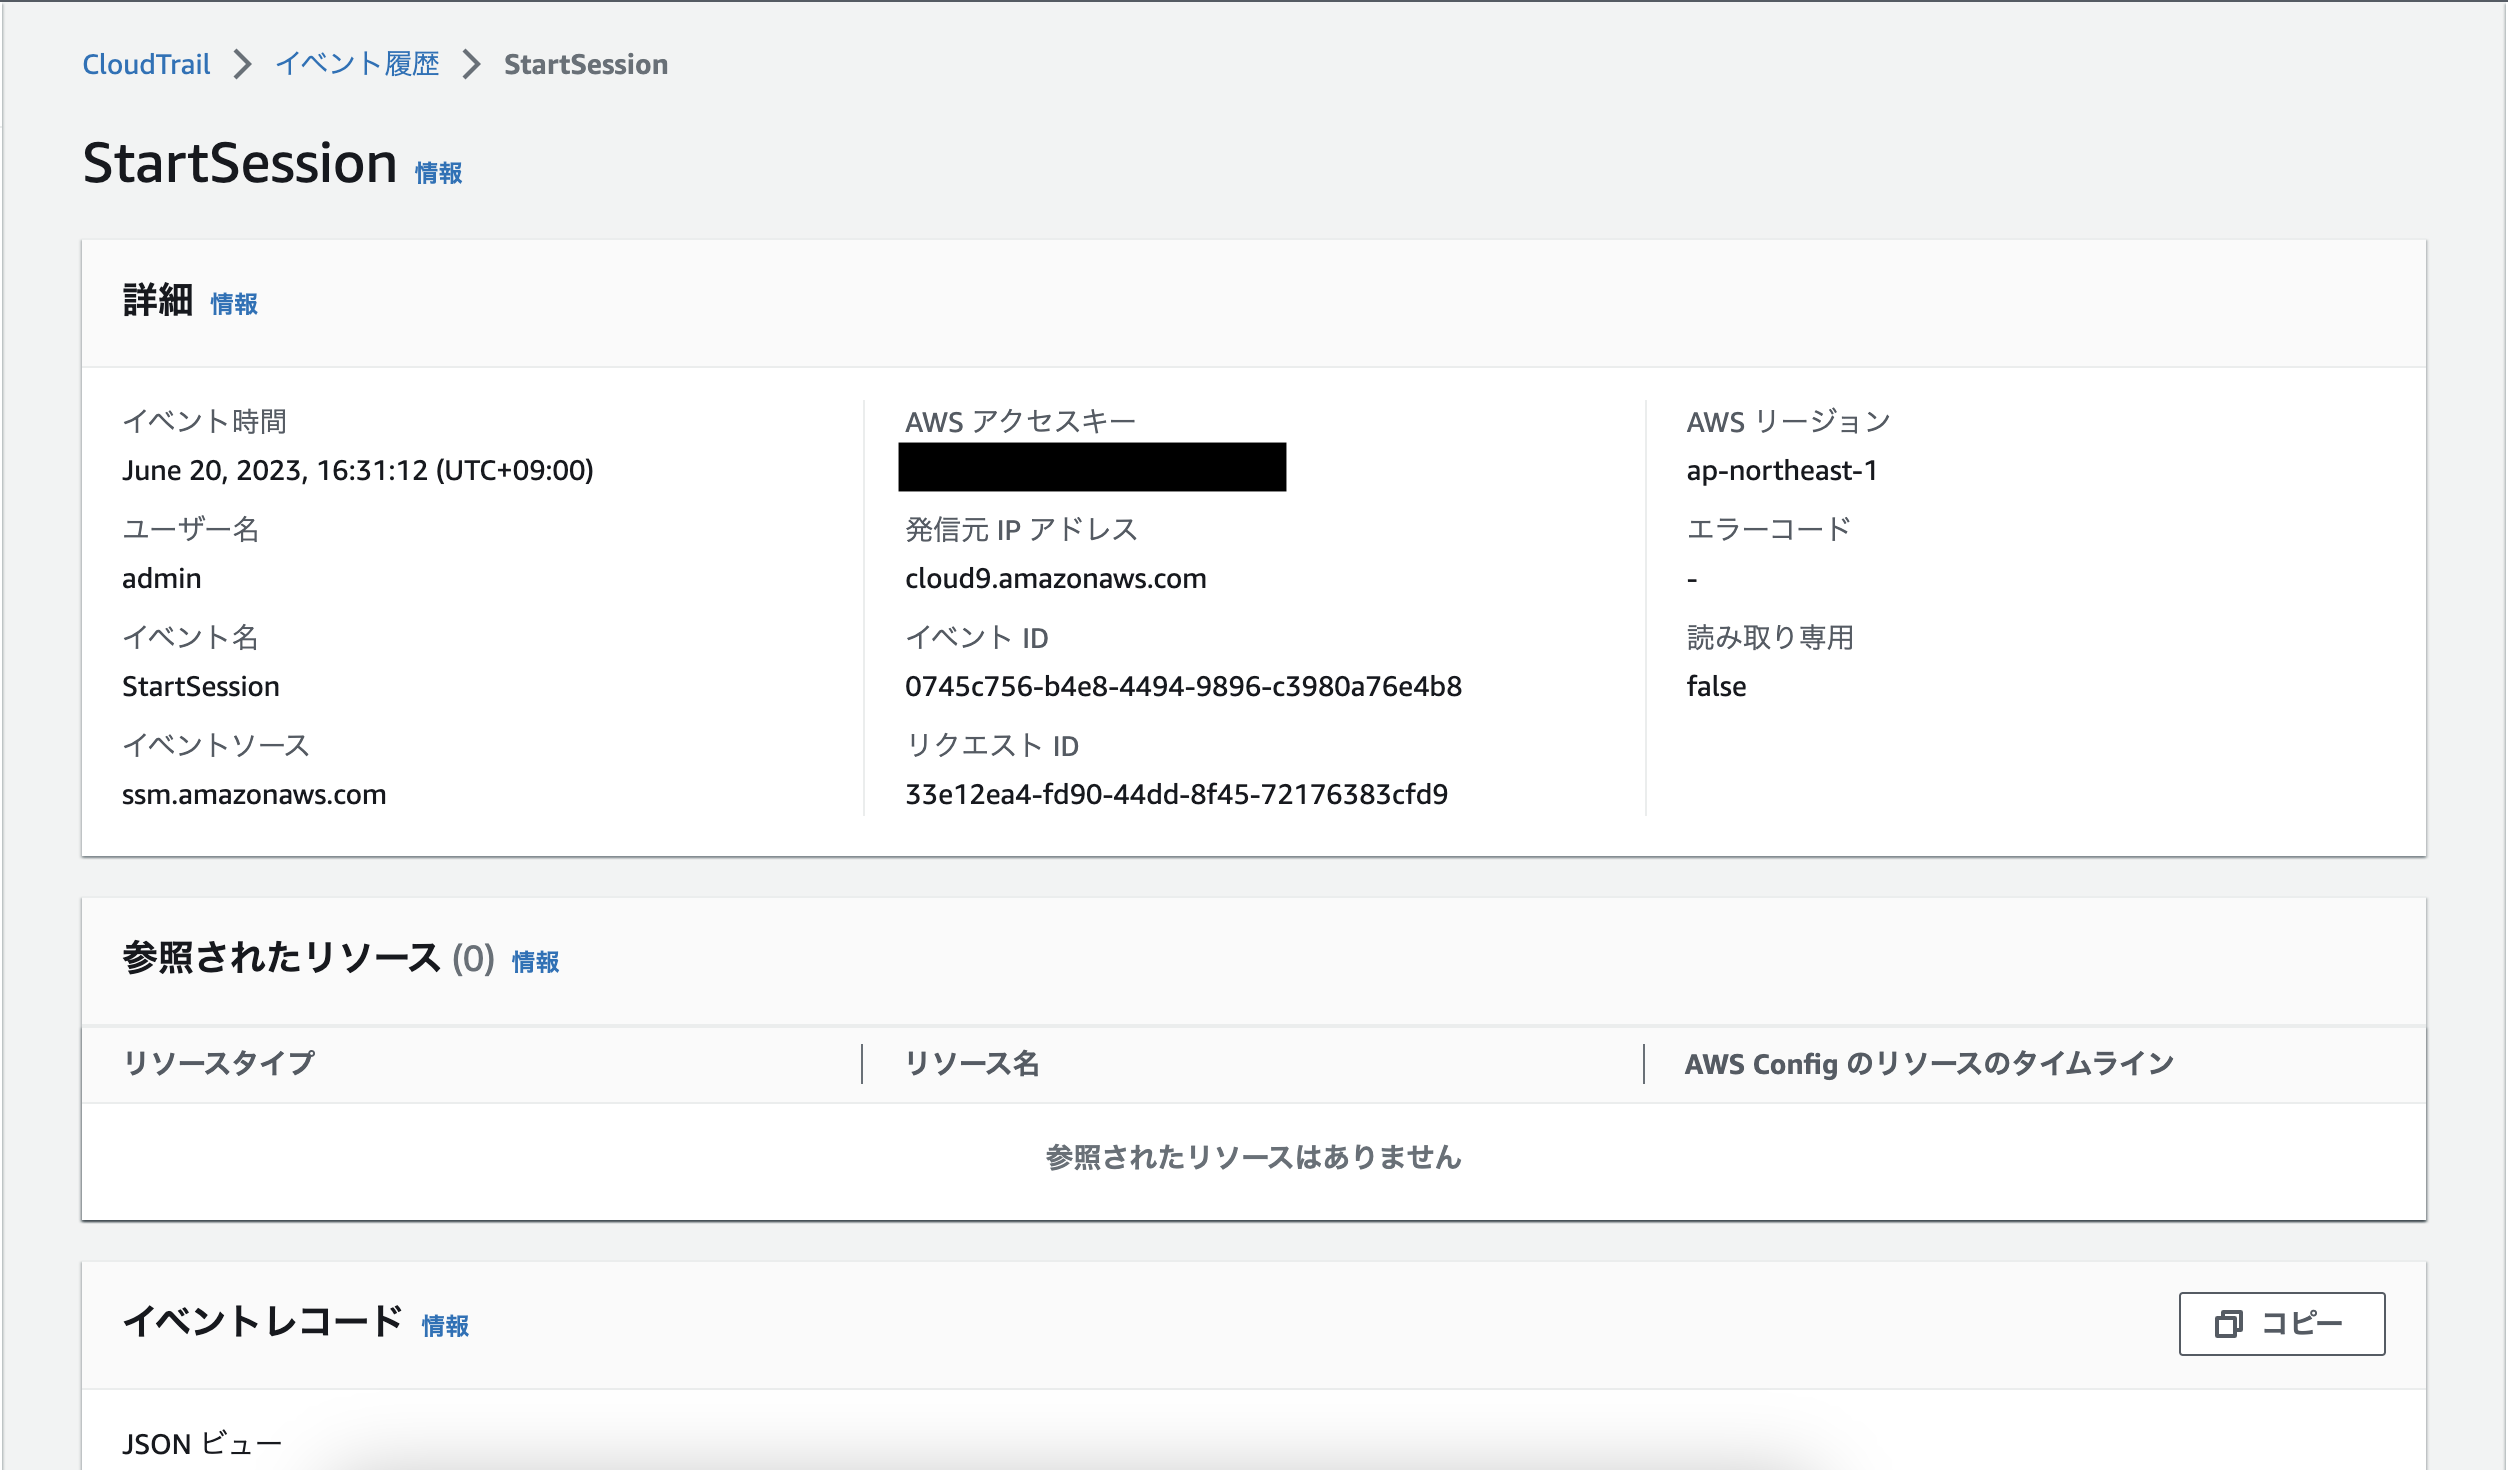 CloudTrail > イベント履歴 > StartSession
StartSession 情報
詳細 情報
イベント時間
June 20, 2023, 16:31:12 (UTC+09:00)
ユーザー名
admin
イベント名
StartSession
イベントソース
ssm.amazonaws.com
AWS アクセスキー
発信元 IP アドレス
cloud9.amazonaws.com
イベント ID
0745c756-b4e8-4494-9896-c3980a76e4b8
リクエスト ID
33e12ea4-fd90-44dd-8f45-72176383cfd9
AWS リージョン
ap-northeast-1
エラーコード
-
読み取り専用
false
参照されたリソース (0) 情報
リソースタイプ
リソース名
AWS Config のリソースのタイムライン
参照されたリソースはありません
イベントレコード 情報
コピー
JSON ビュー